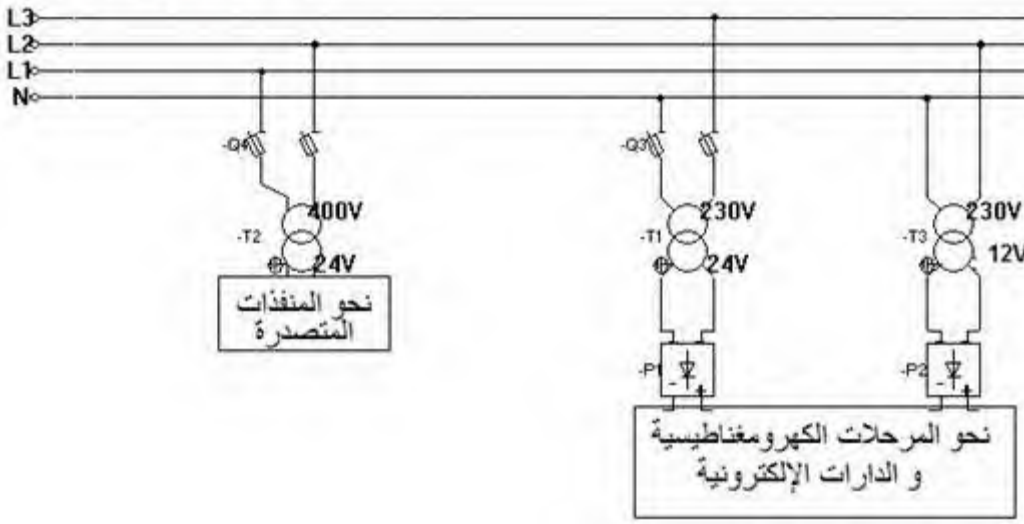 L3
L2
L1
N
-Q4
-Q3
400V
230V
230V
-T2
-T1
-T3
24V
24V
12V
نحو المنفذات
المتصدرة
-P1
-P2
- +
- +
نحو المرحلات الكهرومغناطيسية
و الدارات الإلكترونية